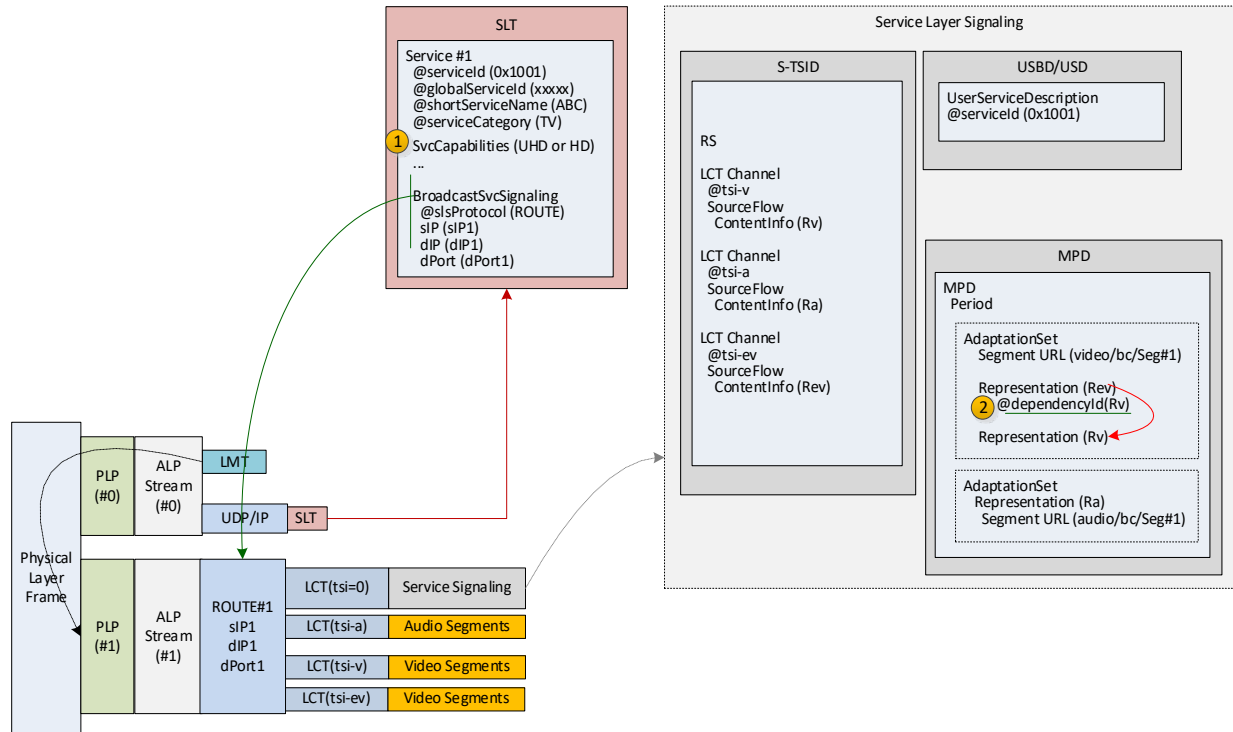 SLT
Service #1
@serviceId (0x1001)
@globalServiceId (xxxxx)
@shortServiceName (ABC)
@serviceCategory (TV)
1
SvcCapabilities (UHD or HD)
...
BroadcastSvcSignaling
@slsProtocol (ROUTE)
sIP (sIP1)
dIP (dIP1)
dPort (dPort1)
Service Layer Signaling
S-TSID
RS
LCT Channel
@tsi-v
SourceFlow
ContentInfo (Rv)
LCT Channel
@tsi-a
SourceFlow
ContentInfo (Ra)
LCT Channel
@tsi-ev
SourceFlow
ContentInfo (Rev)
USBD/USD
UserServiceDescription
@serviceId (0x1001)
MPD
MPD
Period
AdaptationSet
Segment URL (video/bc/Seg#1)
Representation (Rev)
2
@dependencyId(Rv)
Representation (Rv)
AdaptationSet
Representation (Ra)
Segment URL (audio/bc/Seg#1)
Physical
Layer
Frame
PLP
(#0)
ALP
Stream
(#0)
LMT
UDP/IP
SLT
PLP
(#1)
ALP
Stream
(#1)
ROUTE#1
sIP1
dIP1
dPort1
LCT(tsi=0)
Service Signaling
LCT(tsi-a)
Audio Segments
LCT(tsi-v)
Video Segments
LCT(tsi-ev)
Video Segments